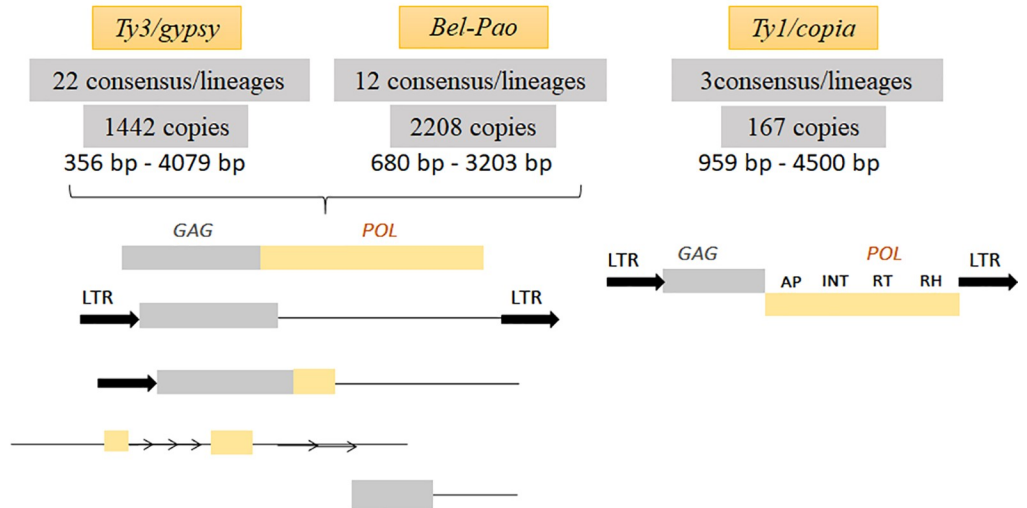 Ty3/gypsy
22 consensus/lineages
1442 copies
356 bp - 4079 bp
Bel-Pao
12 consensus/lineages
2208 copies
680 bp - 3203 bp
Ty1/copia
3consensus/lineages
167 copies
959 bp - 4500 bp
GAG POL
LTR LTR
GAG POL
LTR LTR
AP INT RT RH